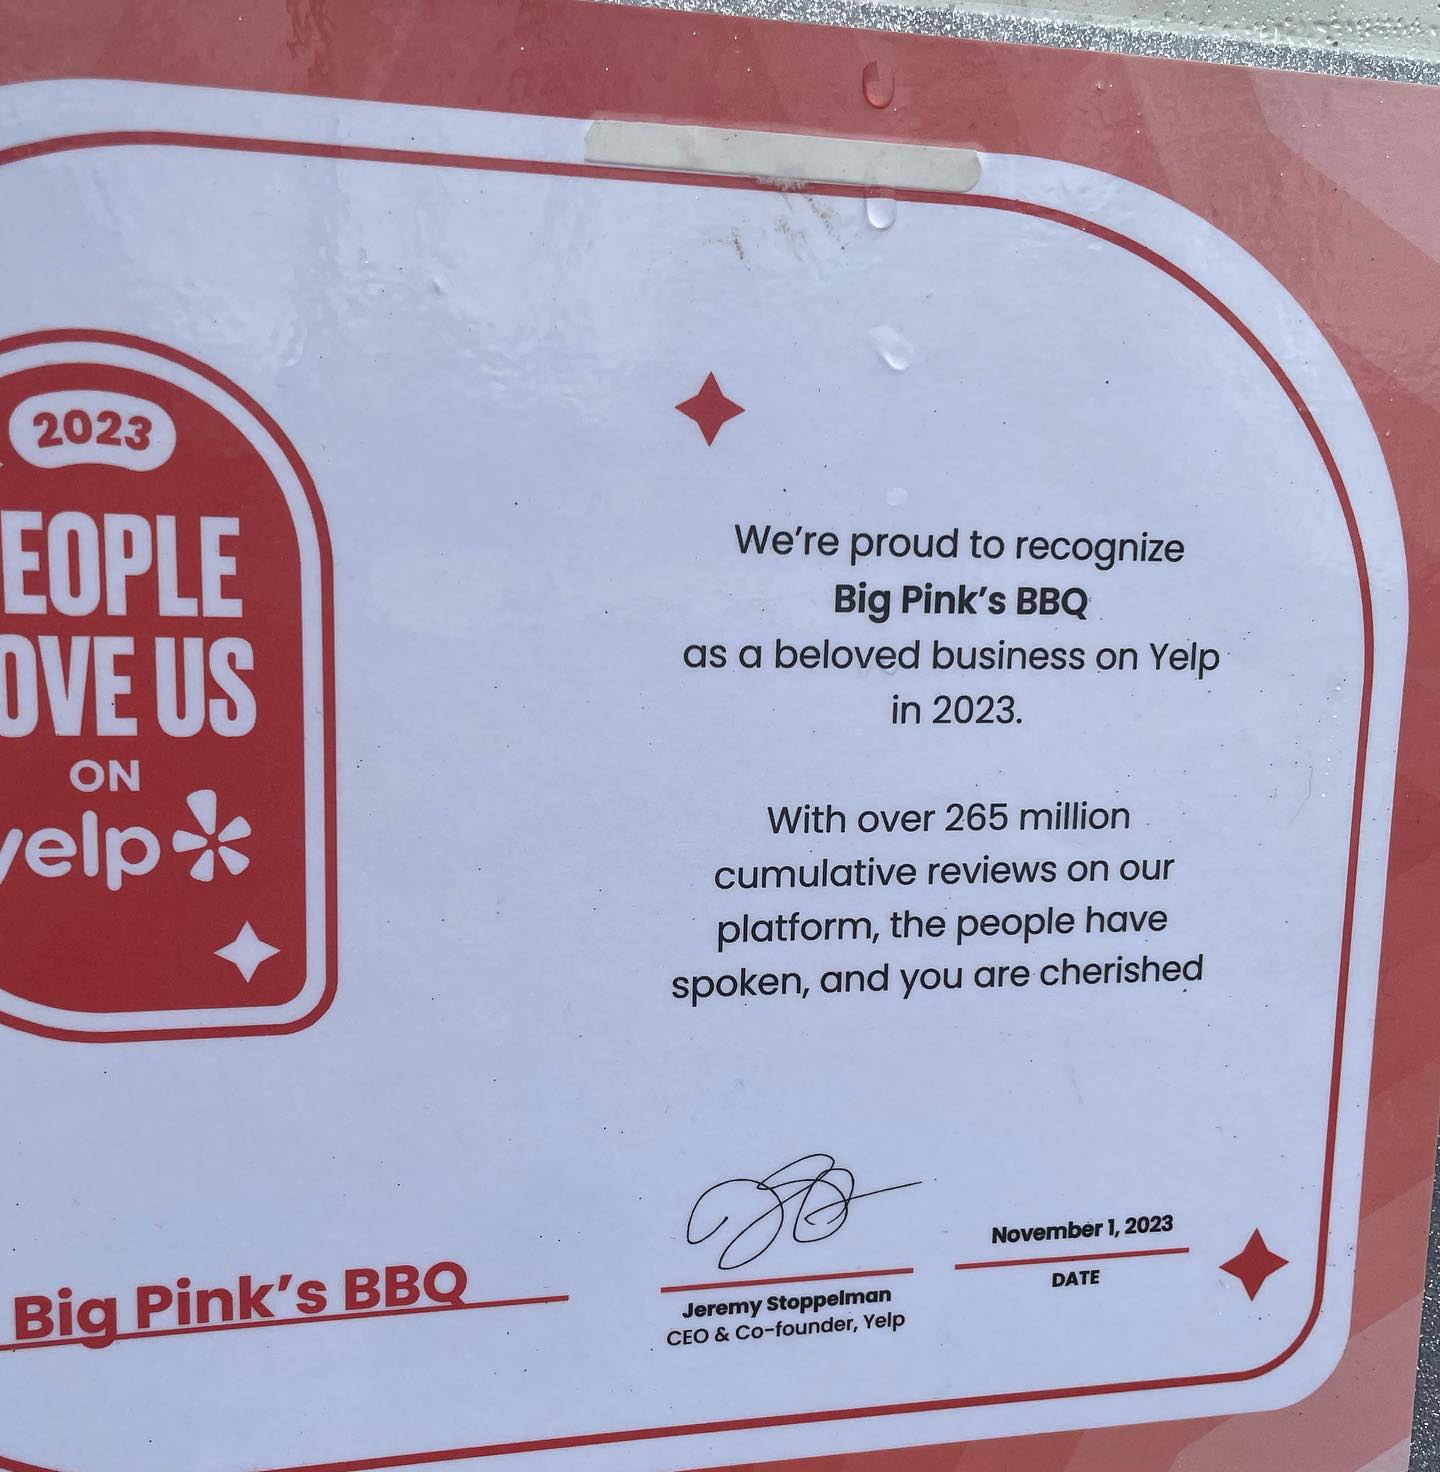 2023
EOPLE
OVE US
ON
yelp
We're proud to recognize
Big Pink's BBQ
as a beloved business on Yelp
in 2023.
With over 265 million
cumulative reviews on our
platform, the people have
spoken, and you are cherished
Big Pink's BBQ
Jeremy Stoppelman
CEO & Co-founder, Yelp
November 1, 2023
DATE